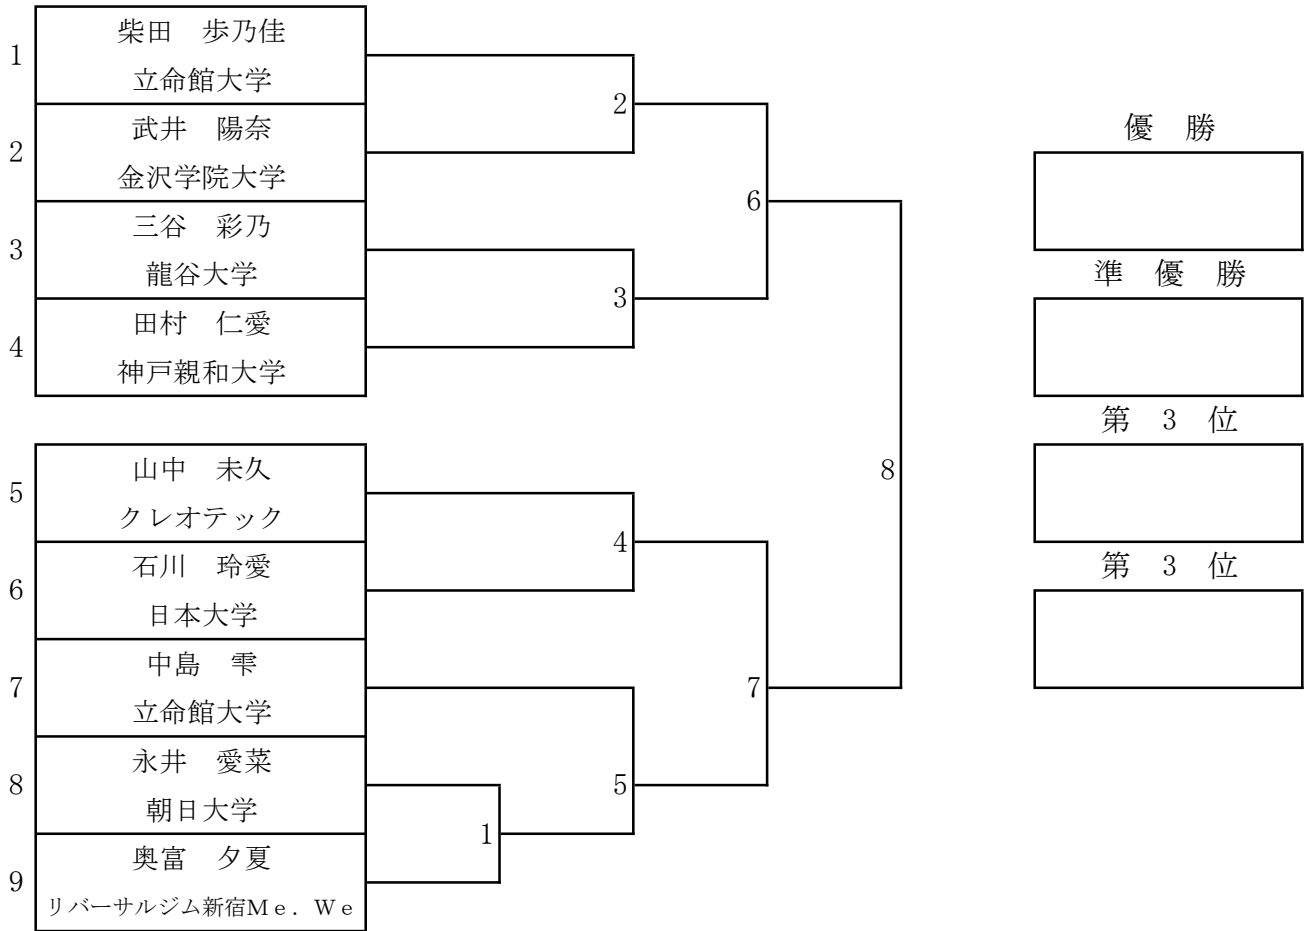 1
柴田　歩乃佳
立命館大学
2
武井　陽奈
金沢学院大学
3
三谷　彩乃
龍谷大学
4
田村　仁愛
神戸親和大学
5
山中　未久
クレオテック
6
石川　玲愛
日本大学
7
中島　雫
立命館大学
8
永井　愛菜
朝日大学
9
奥富　夕夏
リバーサルジム新宿Ｍｅ．Ｗｅ
2
3
4
5
1
6
7
8
優　勝
準　優　勝
第　3　位
第　3　位